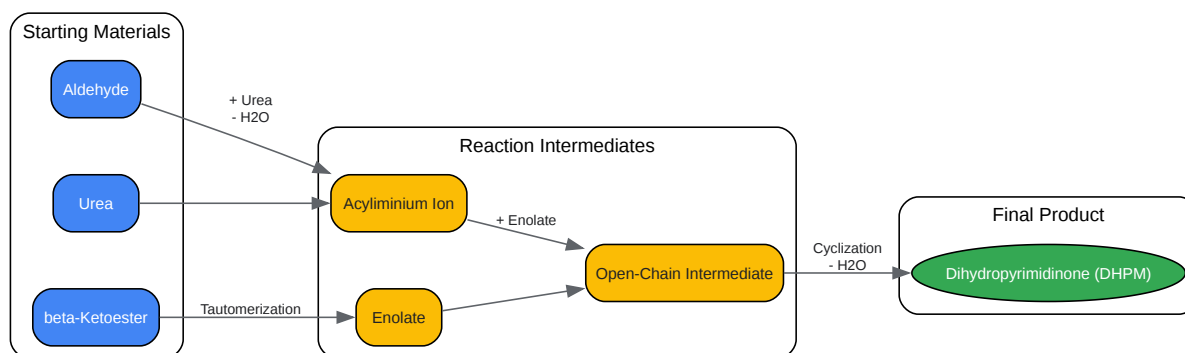 Starting Materials
Aldehyde
+ Urea
- H2O
Reaction Intermediates
Urea
Acyliminium Ion
+ Enolate
Final Product
Open-Chain Intermediate
Cyclization
- H2O
Dihydropyrimidinone (DHPM)
beta-Ketoester
Tautomerization
Enolate